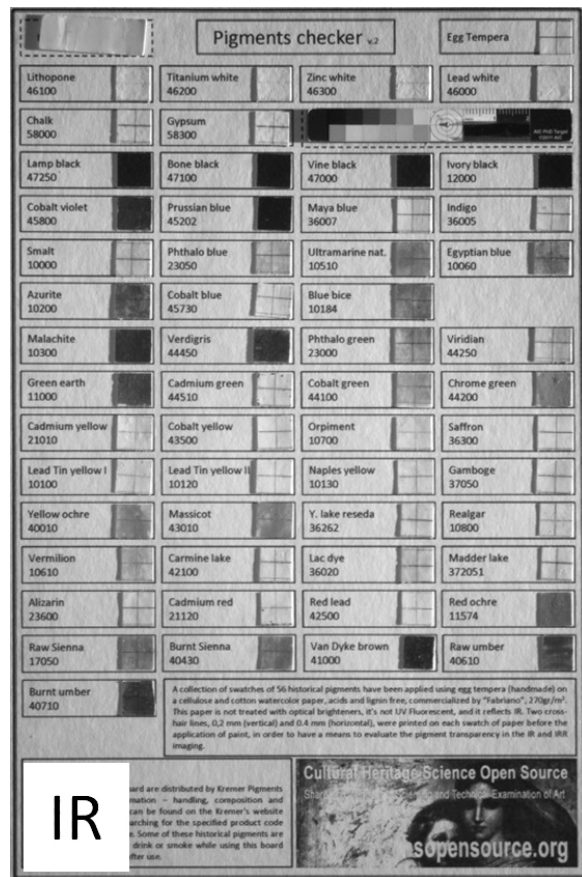 Pigments checker v.2
Egg Tempera
Lithopone
46100
Titanium white
46200
Zinc white
46300
Lead white
46000
Chalk
58000
Gypsum
58300
Lamp black
47250
Bone black
47100
Vine black
47000
Ivory black
12000
Cobalt violet
45800
Prussian blue
45202
Maya blue
36007
Indigo
36005
Smalt
10000
Phthalo blue
23050
Ultramarine nat.
10510
Egyptian blue
10060
Azurite
10200
Cobalt blue
45730
Blue bice
10184
Malachite
10300
Verdigris
44450
Phthalo green
23000
Viridian
44250
Green earth
11000
Cadmium green
44510
Cobalt green
44100
Chrome green
44200
Cadmium yellow
21010
Cobalt yellow
43500
Orpiment
10700
Saffron
36300
Lead Tin yellow I
10100
Lead Tin yellow II
10120
Naples yellow
10130
Gamboge
37050
Yellow ochre
40010
Massicot
43010
Y. lake reseda
36262
Realgar
10800
Vermilion
10610
Carmine lake
42100
Lac dye
36020
Madder lake
372051
Alizarin
23600
Cadmium red
21120
Red lead
42500
Red ochre
11574
Raw Sienna
17050
Burnt Sienna
40430
Van Dyke brown
41000
Raw umber
40610
Burnt umber
40710
A collection of swatches of 56 historical pigments have been applied using egg tempera (handmade) on
a cellulose and cotton watercolor paper, acids and lignin free, commercialized by "Fabriano", 270gr/m².
This paper is not treated with optical brighteners, it's not UV Fluorescent, and it reflects IR. Two cross-
hair lines, 0,2 mm (vertical) and 0.4 mm (horizontal), were printed on each swatch of paper before the
application of paint, in order to have a means to evaluate the pigment transparency in the IR and IRR
imaging.
IR
ard are distributed by Kremer Pigments
mation – handling, composition and
can be found on the Kremer's website
arching for the specified product code
e. Some of these historical pigments are
drink or smoke while using this board
after use.
Cultural Heritage Science Open Source
and Technical Examination of Art
sopensource.org